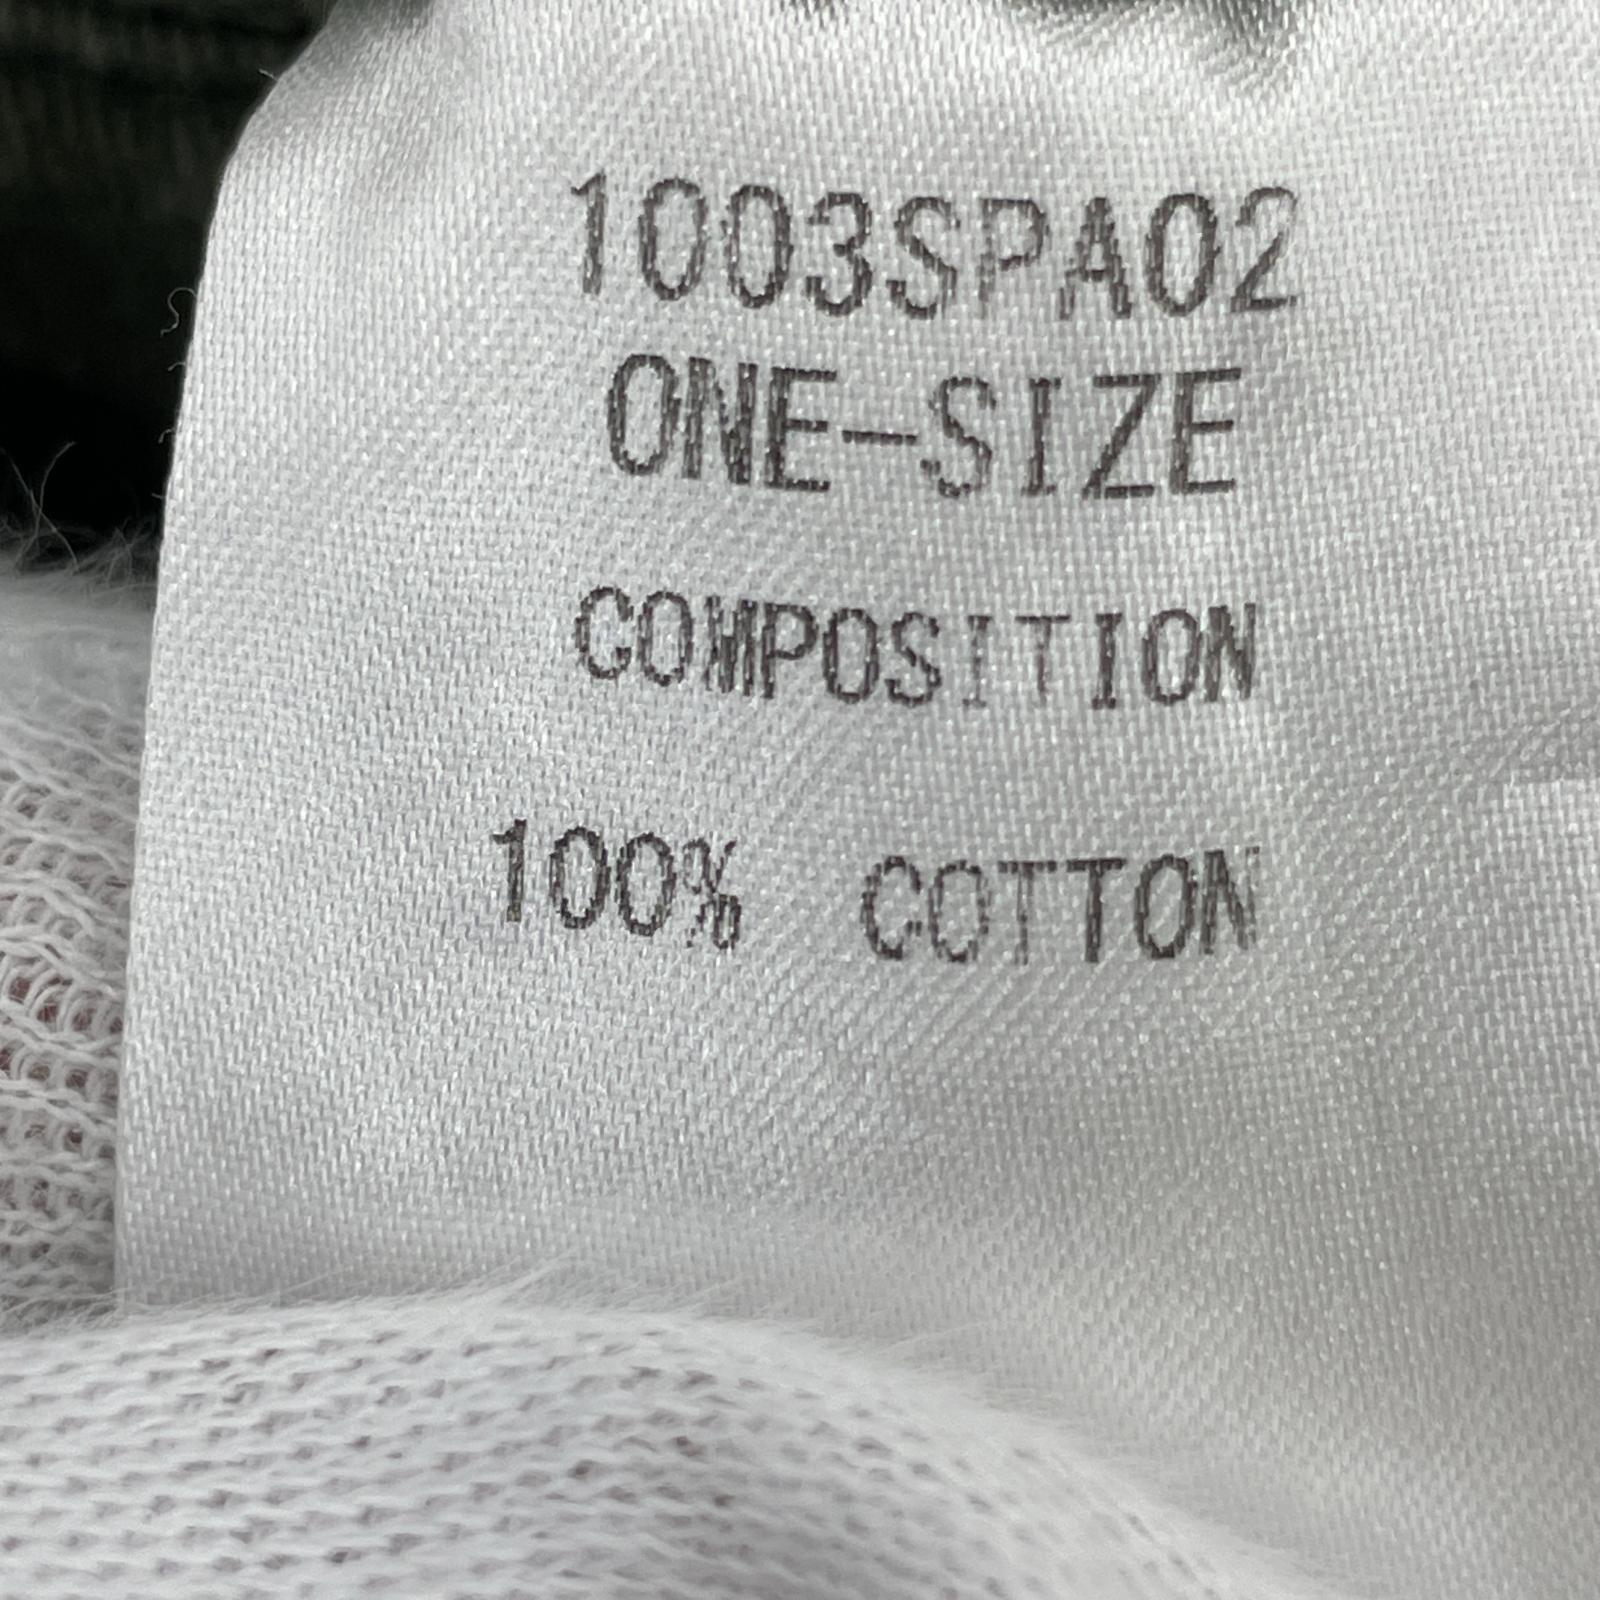 1003SPA02
ONE-SIZE
COMPOSITION
100% COTTON